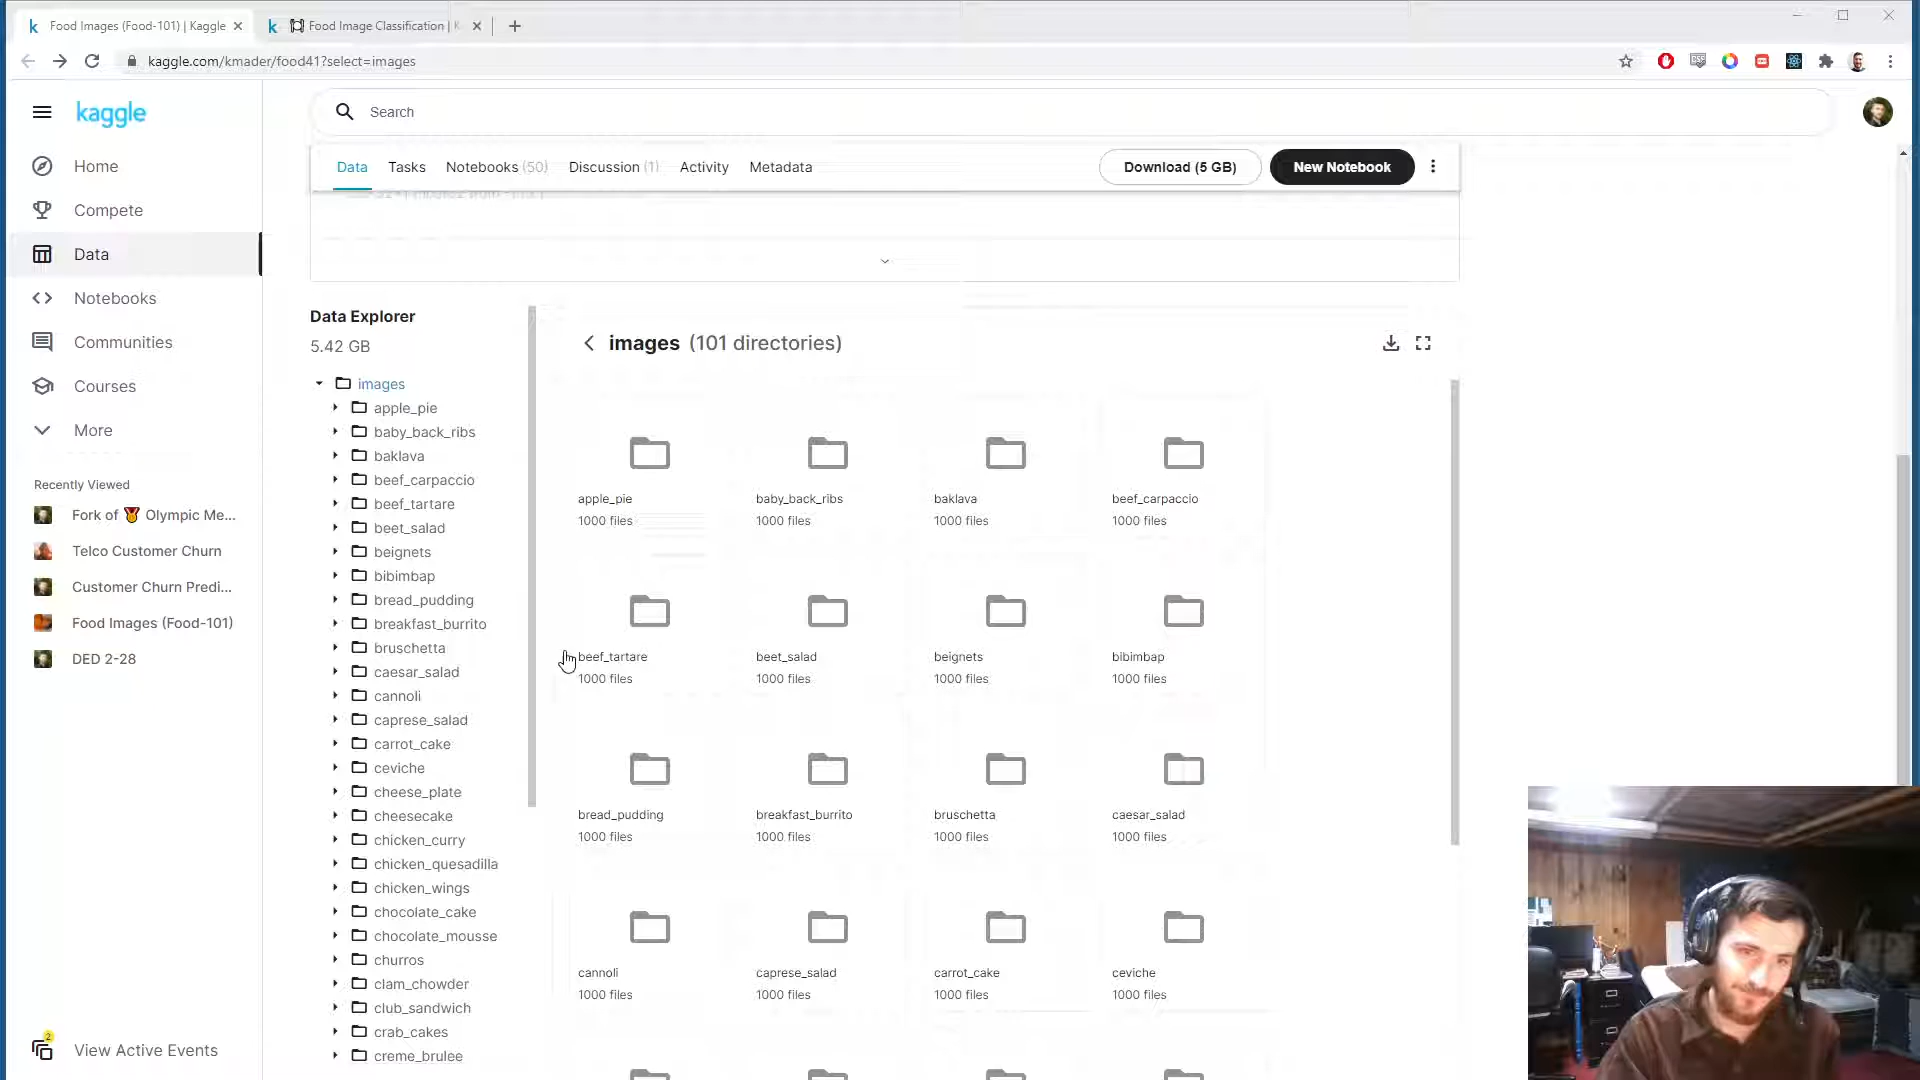 Food Images (Food-101) | Kaggle
Food Image Classification |
kaggle.com/kmader/food41?select=images
kaggle
Search
Home
Compete
Data
Notebooks
Communities
Courses
More
Recently Viewed
Fork of 🏅 Olympic Me...
Telco Customer Churn
Customer Churn Predi...
Food Images (Food-101)
DED 2-28
2
View Active Events
Data Tasks Notebooks (50) Discussion (1) Activity Metadata
Download (5 GB)
New Notebook
Data Explorer
5.42 GB
images
apple_pie
baby_back_ribs
baklava
beef_carpaccio
beef_tartare
beet_salad
beignets
bibimbap
bread_pudding
breakfast_burrito
bruschetta
caesar_salad
cannoli
caprese_salad
carrot_cake
ceviche
cheese_plate
cheesecake
chicken_curry
chicken_quesadilla
chicken_wings
chocolate_cake
chocolate_mousse
churros
clam_chowder
club_sandwich
crab_cakes
creme_brulee
images (101 directories)
apple_pie baby_back_ribs baklava beef_carpaccio
1000 files 1000 files 1000 files 1000 files
beef_tartare beet_salad beignets bibimbap
1000 files 1000 files 1000 files 1000 files
bread_pudding breakfast_burrito bruschetta caesar_salad
1000 files 1000 files 1000 files 1000 files
cannoli caprese_salad carrot_cake ceviche
1000 files 1000 files 1000 files 1000 files